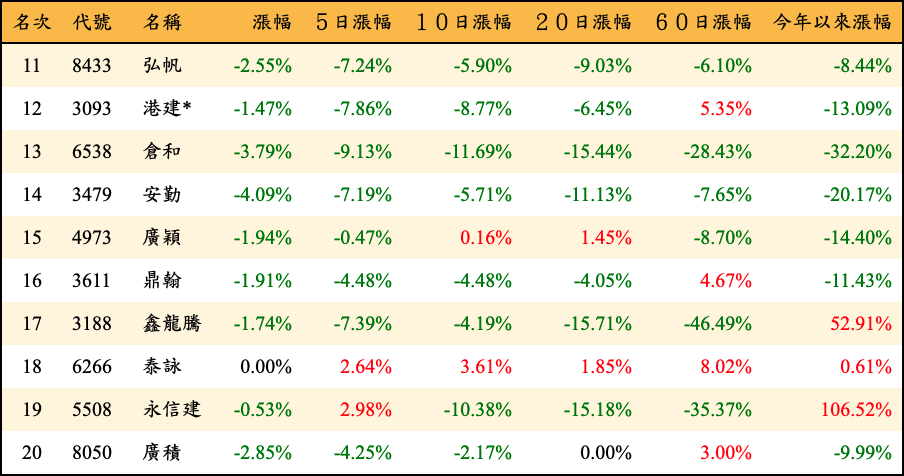 名次 代號 名稱 漲幅 5日漲幅 10日漲幅 20日漲幅 60日漲幅 今年以來漲幅
11 8433 弘帆 -2.55% -7.24% -5.90% -9.03% -6.10% -8.44%
12 3093 港建* -1.47% -7.86% -8.77% -6.45% 5.35% -13.09%
13 6538 倉和 -3.79% -9.13% -11.69% -15.44% -28.43% -32.20%
14 3479 安勤 -4.09% -7.19% -5.71% -11.13% -7.65% -20.17%
15 4973 廣穎 -1.94% -0.47% 0.16% 1.45% -8.70% -14.40%
16 3611 鼎翰 -1.91% -4.48% -4.48% -4.05% 4.67% -11.43%
17 3188 鑫龍騰 -1.74% -7.39% -4.19% -15.71% -46.49% 52.91%
18 6266 泰詠 0.00% 2.64% 3.61% 1.85% 8.02% 0.61%
19 5508 永信建 -0.53% 2.98% -10.38% -15.18% -35.37% 106.52%
20 8050 廣積 -2.85% -4.25% -2.17% 0.00% 3.00% -9.99%